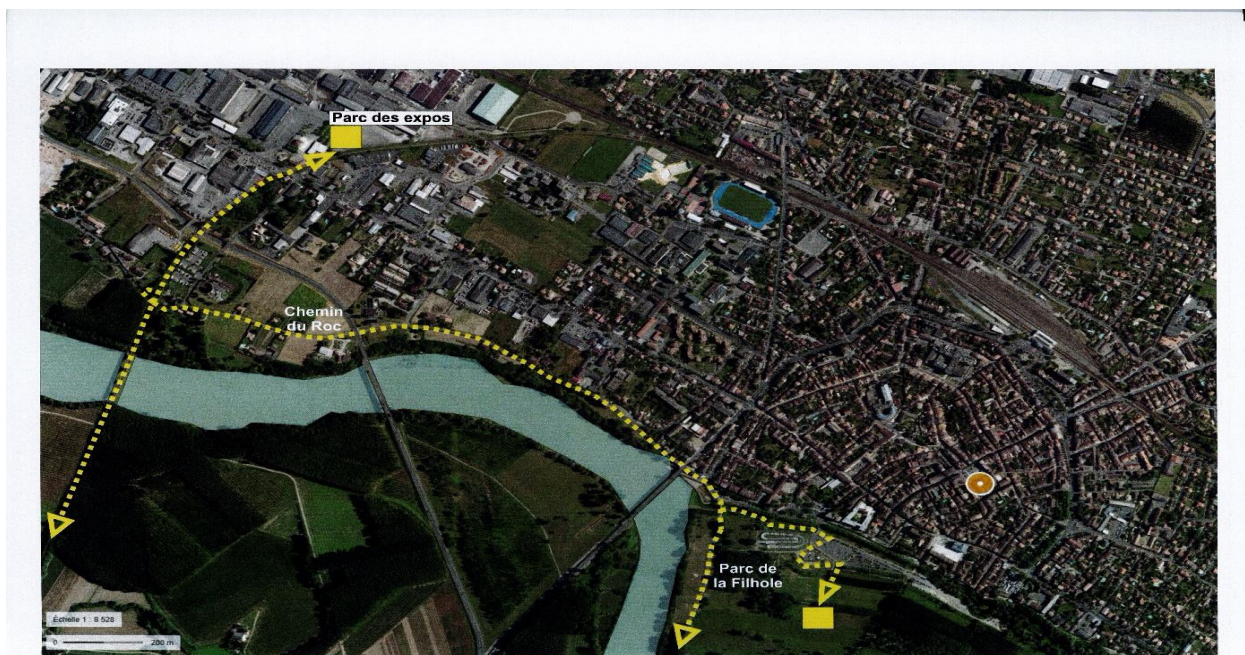 Parc des expos
Chemin
du Roc
Parc de
la Filhole
Échelle 1 : 8 528
0 200 m